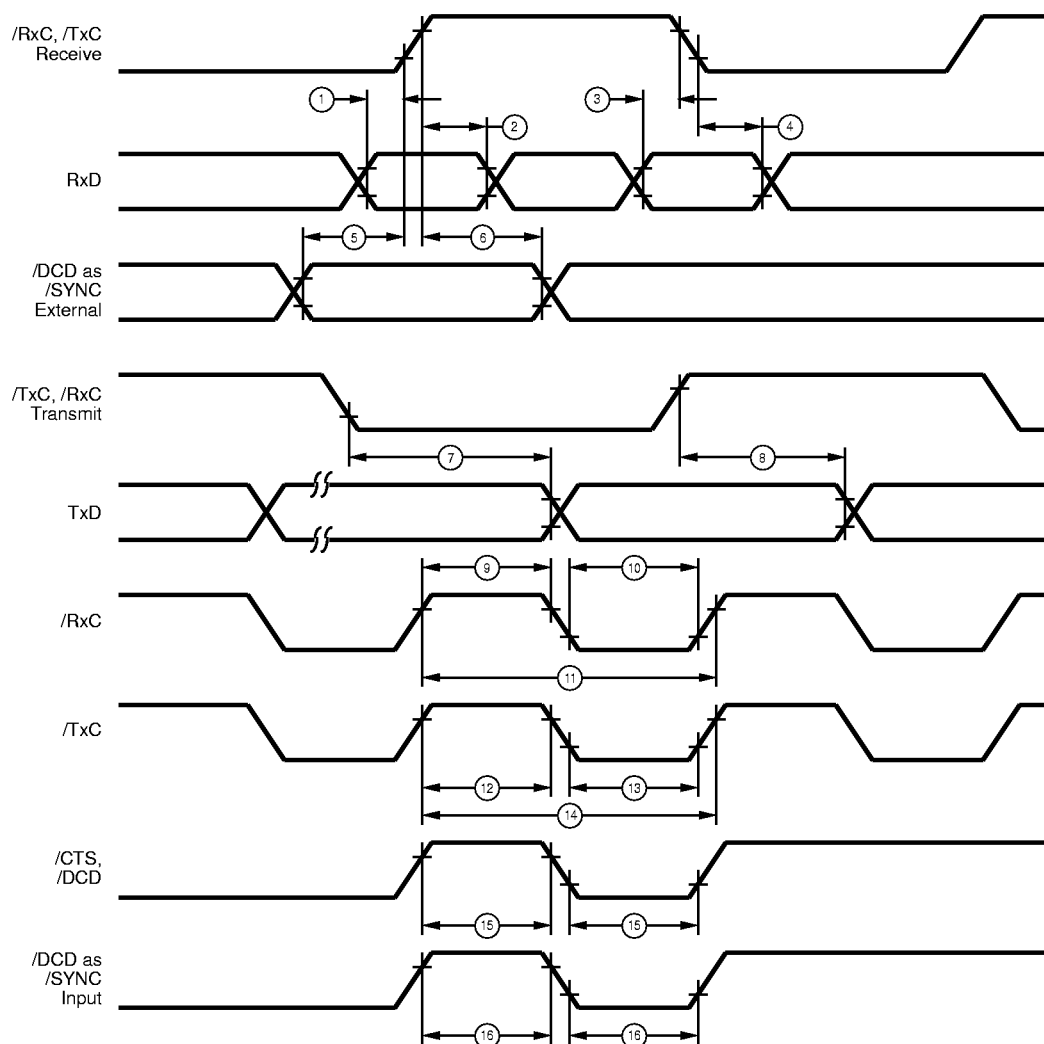 /RxC, /TxC
Receive
1
2
3
4
RxD
5
6
/DCD as
/SYNC
External
/TxC, /RxC
Transmit
7
8
TxD
9
10
/RxC
11
/TxC
12
13
14
/CTS,
/DCD
15
15
/DCD as
/SYNC
Input
16
16